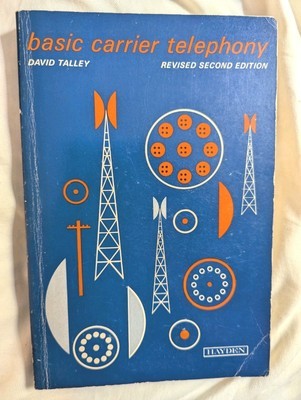 basic carrier telephony
DAVID TALLEY REVISED SECOND EDITION
HAYDEN